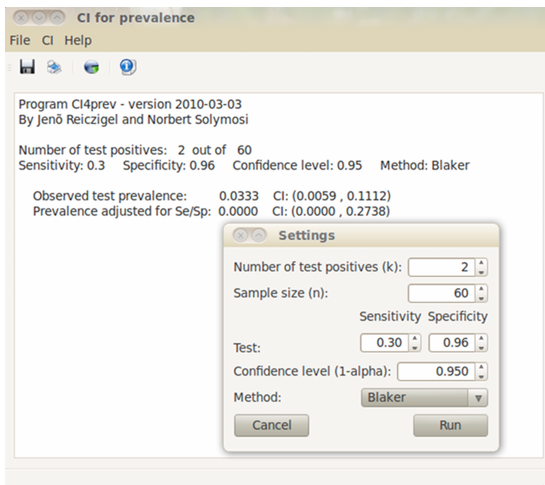 CI for prevalence
File CI Help
Program CI4prev - version 2010-03-03
By Jenõ Reiczigel and Norbert Solymosi
Number of test positives: 2 out of 60
Sensitivity: 0.3 Specificity: 0.96 Confidence level: 0.95 Method: Blaker
Observed test prevalence: 0.0333 CI: (0.0059 , 0.1112)
Prevalence adjusted for Se/Sp: 0.0000 CI: (0.0000 , 0.2738)
Settings
Number of test positives (k): 2
Sample size (n): 60
Sensitivity Specificity
Test: 0.30 0.96
Confidence level (1-alpha): 0.950
Method: Blaker
Cancel Run